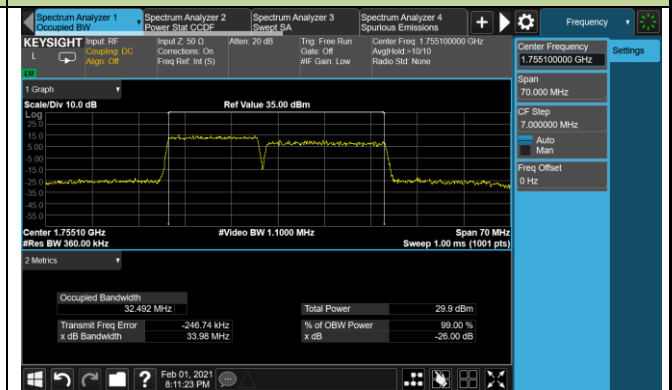 Spectrum Analyzer 1
Occupied BW
Spectrum Analyzer 2
Power Stat CCDF
Spectrum Analyzer 3
Swept SA
Spectrum Analyzer 4
Spurious Emissions
Frequency
KEYSIGHT
L
Input: RF
Coupling: DC
Align: Off
Input Z: 50 Ω
Corrections: On
Freq Ref: Int (S)
Atten: 20 dB
Trig: Free Run
Gate: Off
#IF Gain: Low
Center Freq: 1.755100000 GHz
Avg|Hold:>10/10
Radio Std: None
Center Frequency
1.755100000 GHz
Settings
Span
70.000 MHz
CF Step
7.000000 MHz
Auto
Man
Freq Offset
0 Hz
1 Graph
Scale/Div 10.0 dB
Ref Value 35.00 dBm
Log
25.0
15.0
5.00
-5.00
-15.0
-25.0
-35.0
-45.0
-55.0
Center 1.75510 GHz
#Video BW 1.1000 MHz
Span 70 MHz
#Res BW 360.00 kHz
Sweep 1.00 ms (1001 pts)
2 Metrics
Occupied Bandwidth
32.492 MHz
Total Power
29.9 dBm
Transmit Freq Error
-246.74 kHz
% of OBW Power
99.00 %
x dB Bandwidth
33.98 MHz
x dB
-26.00 dB
?
Feb 01, 2021
8:11:23 PM